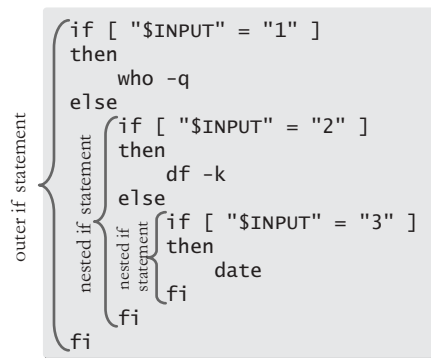 if [ "$INPUT" = "1" ]
then
who -q
else
if [ "$INPUT" = "2" ]
then
df -k
else
if [ "$INPUT" = "3" ]
then
date
fi
fi
fi
outer if statement
nested if statement
nested if
statement